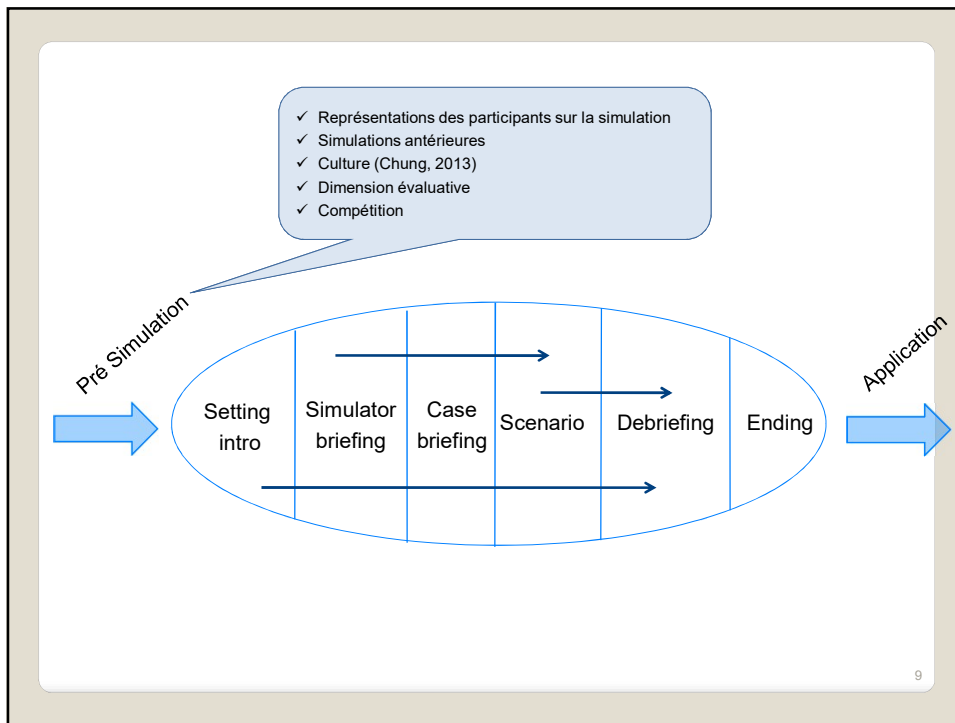 ✓ Représentations des participants sur la simulation
✓ Simulations antérieures
✓ Culture (Chung, 2013)
✓ Dimension évaluative
✓ Compétition
Pré Simulation
Application
Setting
intro
Simulator
briefing
Case
briefing
Scenario
Debriefing
Ending
9